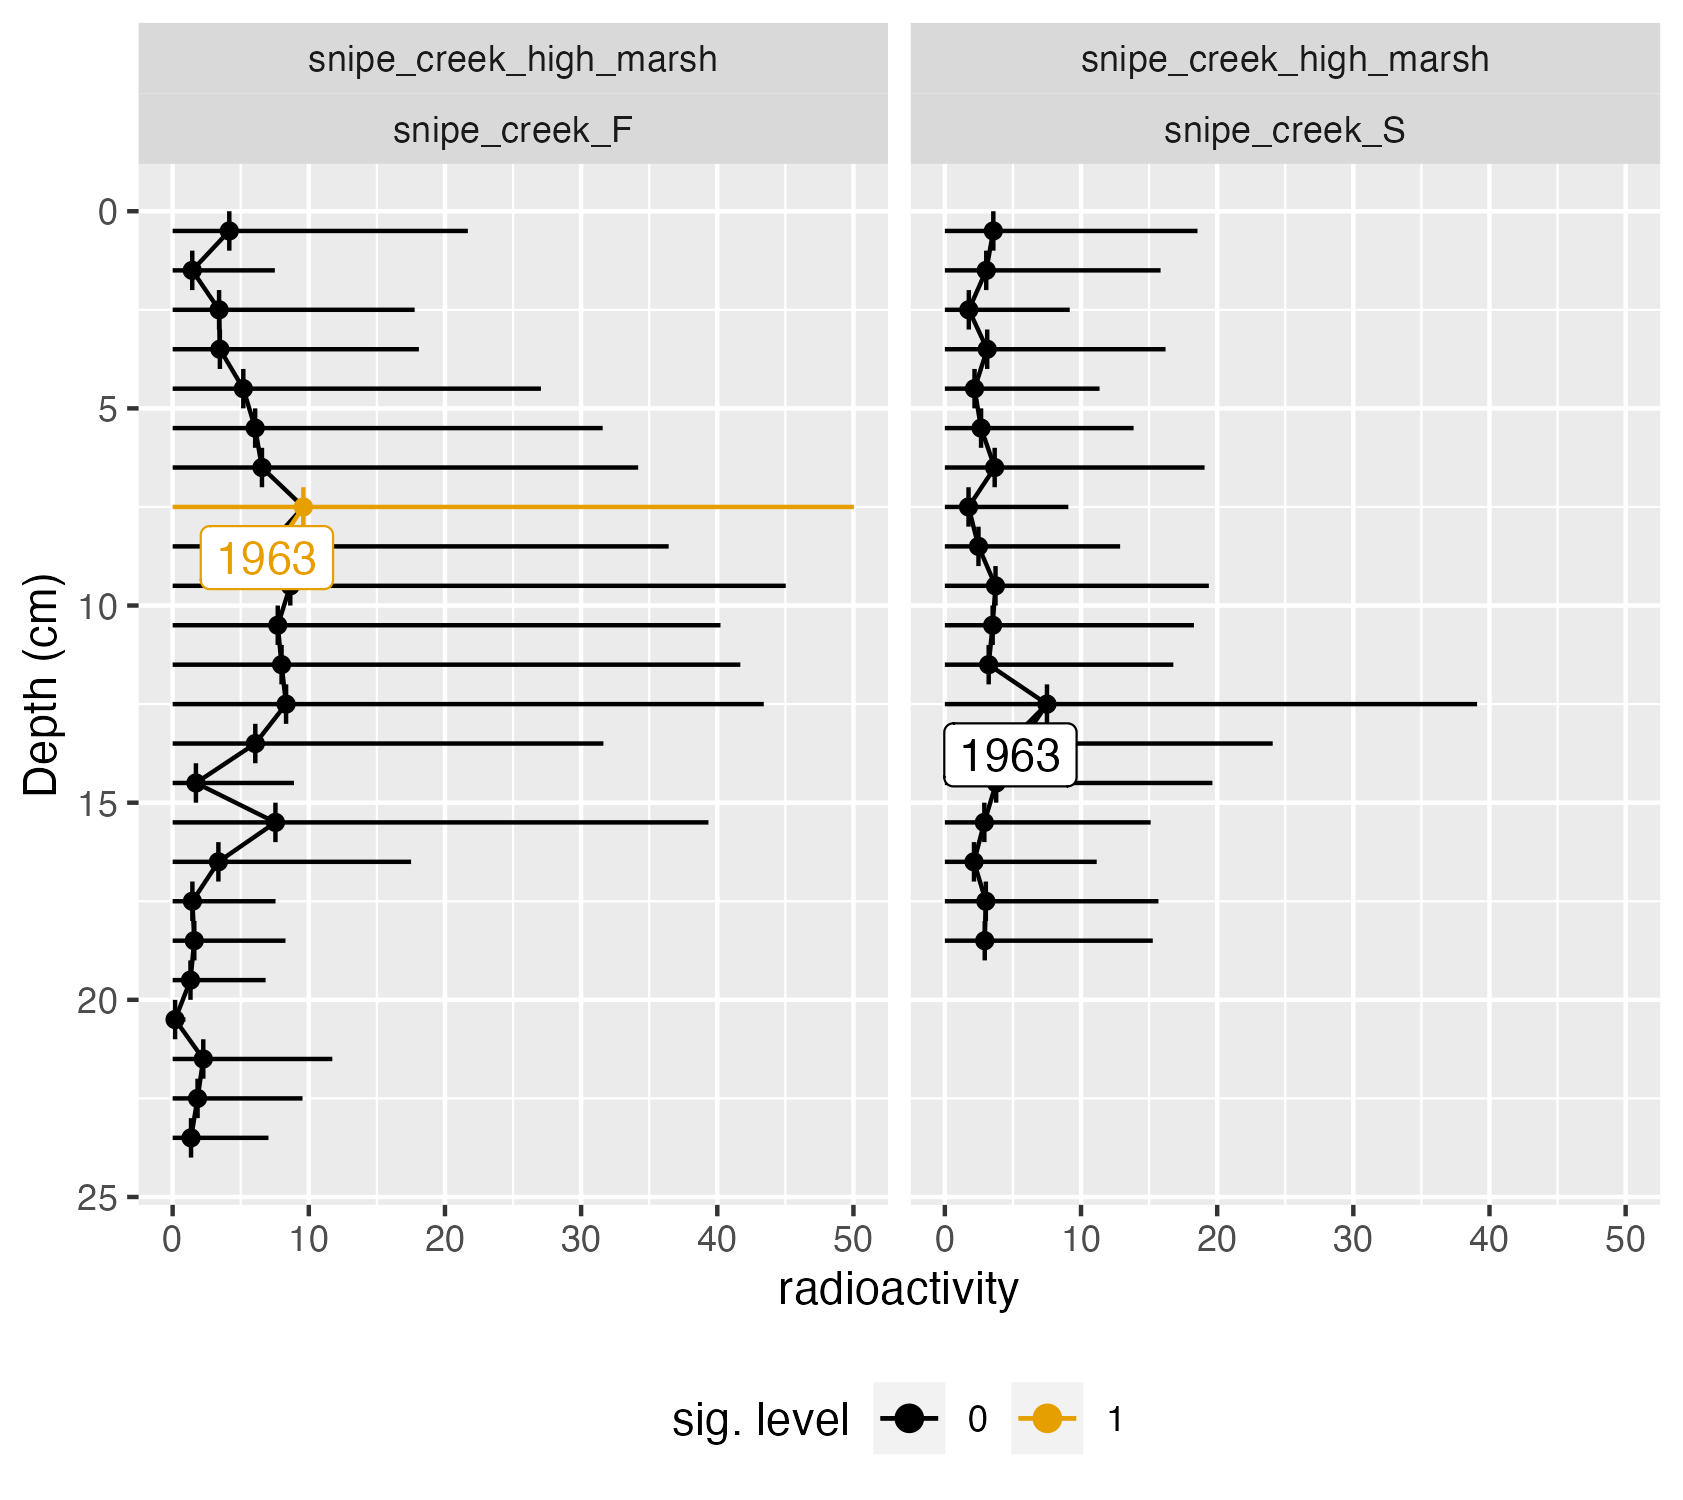 snipe_creek_high_marsh snipe_creek_high_marsh
snipe_creek_F snipe_creek_S
Depth (cm)
0
5
10
15
20
25
1963
1963
0 10 20 30 40 50 0 10 20 30 40 50
radioactivity
sig. level 0 1